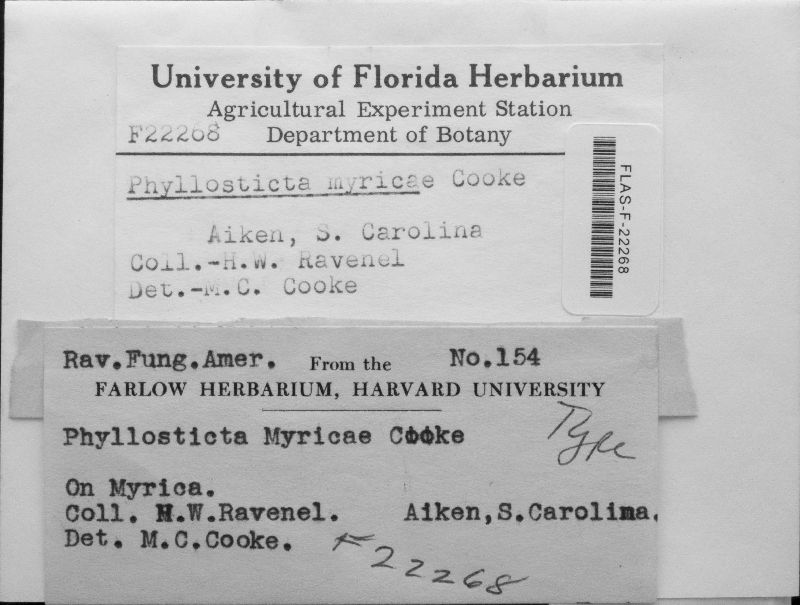 University of Florida Herbarium
Agricultural Experiment Station
F22268 Department of Botany
Phyllosticta myricae Cooke
Aiken, S. Carolina
Coll.-H.W. Ravenel
Det.-M.C. Cooke
FLAS-F-22268
Rav.Fung.Amer. From the No.154
FARLOW HERBARIUM, HARVARD UNIVERSITY
Phyllosticta Myricae Cooke
Type
On Myrica.
Coll. H.W.Ravenel. Aiken,S.Carolina.
Det. M.C.Cooke.
F22268